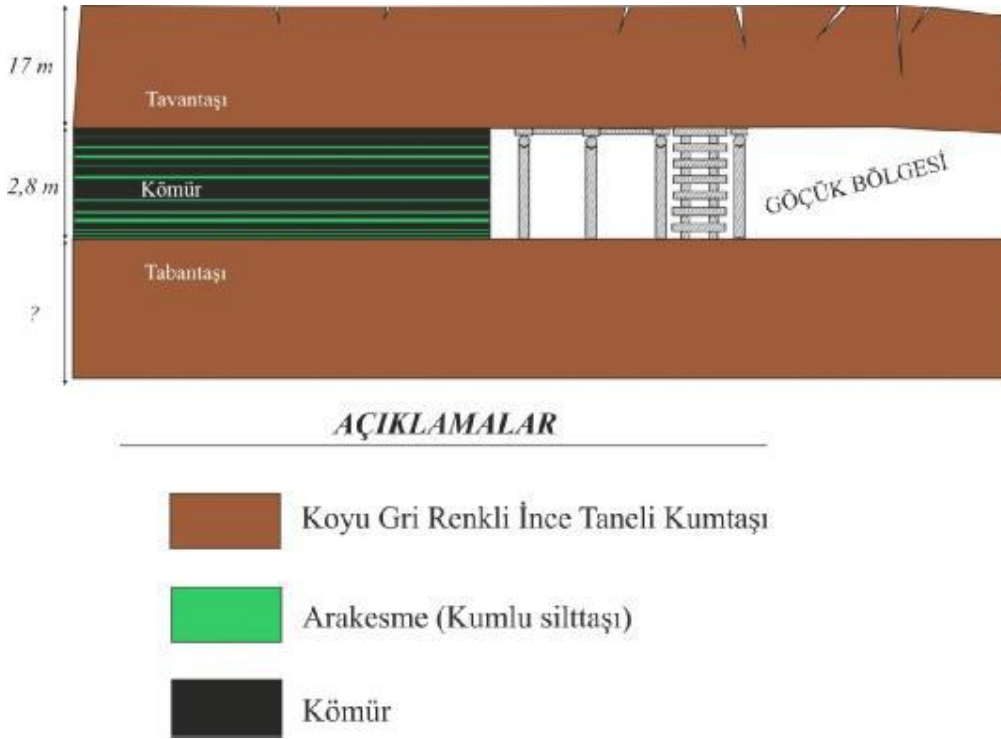 17 m
Tavantaşı
2,8 m
Kömür
GÖÇÜK BÖLGESİ
Tabantaşı
?
AÇIKLAMALAR
Koyu Gri Renkli İnce Taneli Kumtaşı
Arakesme (Kumlu silttaşı)
Kömür